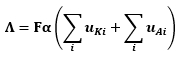 Λ = Fα(∑ᵢ u_Ki + ∑ᵢ u_Ai)